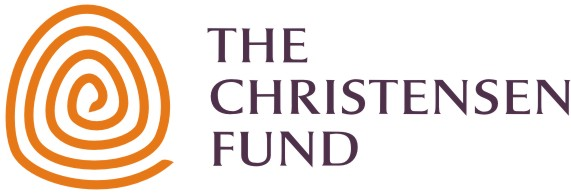 THE
CHRISTENSEN
FUND